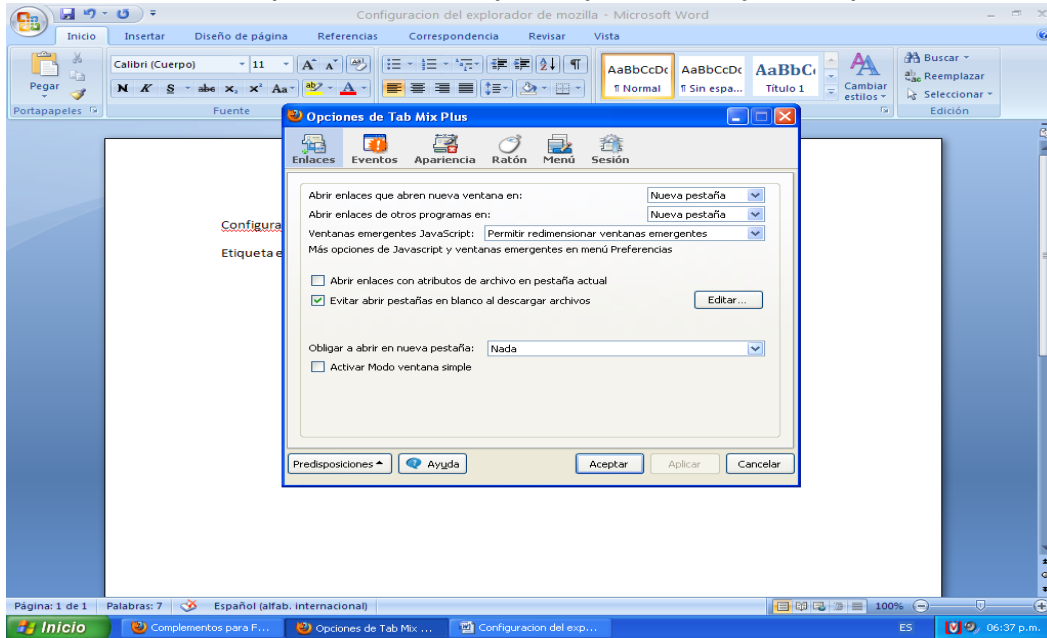 Configuracion del explorador de mozilla - Microsoft Word
Inicio Insertar Diseño de página Referencias Correspondencia Revisar Vista
Pegar
Calibri (Cuerpo) 11
N K S abc x₂ x² Aa
AaBbCcDc AaBbCcDc AaBbC
¶ Normal ¶ Sin espa... Título 1
Cambiar estilos
Buscar
Reemplazar
Seleccionar
Portapapeles Fuente Edición
Opciones de Tab Mix Plus
Enlaces Eventos Apariencia Ratón Menú Sesión
Abrir enlaces que abren nueva ventana en: Nueva pestaña
Abrir enlaces de otros programas en: Nueva pestaña
Ventanas emergentes JavaScript: Permitir redimensionar ventanas emergentes
Más opciones de Javascript y ventanas emergentes en menú Preferencias
Abrir enlaces con atributos de archivo en pestaña actual
Evitar abrir pestañas en blanco al descargar archivos Editar...
Obligar a abrir en nueva pestaña: Nada
Activar Modo ventana simple
Predisposiciones Ayuda Aceptar Aplicar Cancelar
Configura
Etiqueta e
Página: 1 de 1 Palabras: 7 Español (alfab. internacional) 100%
Inicio Complementos para F... Opciones de Tab Mix ... Configuracion del exp... ES 06:37 p.m.